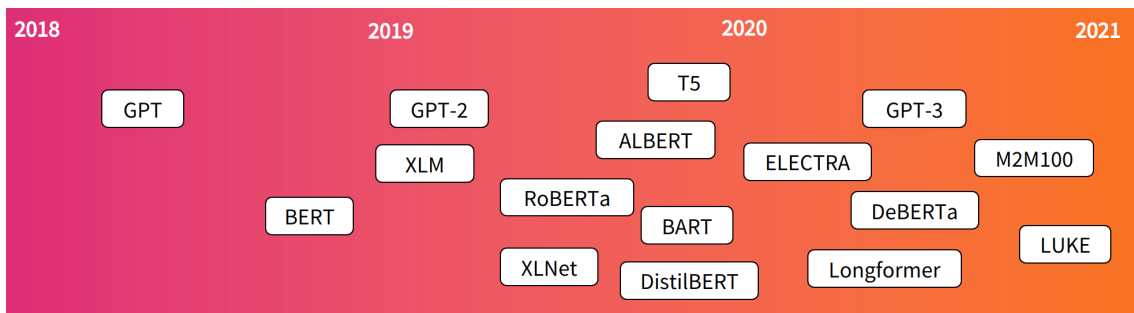 2018
2019
2020
2021
T5
GPT
GPT-2
GPT-3
ALBERT
ELECTRA
M2M100
XLM
RoBERTa
DeBERTa
BERT
BART
LUKE
XLNet
DistilBERT
Longformer